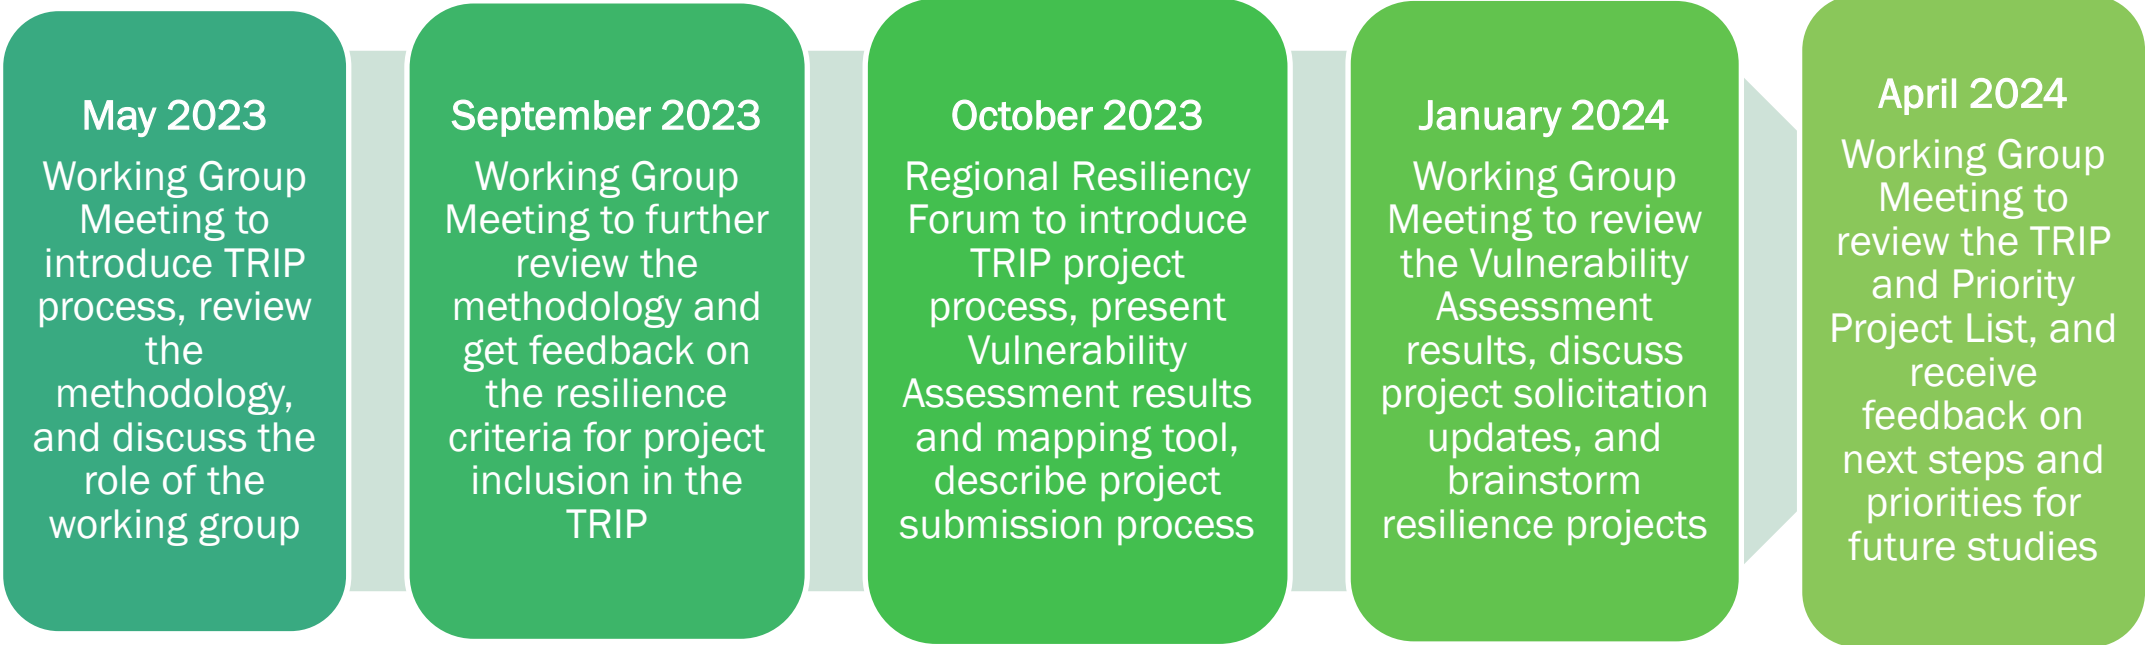 May 2023
Working Group
Meeting to
introduce TRIP
process, review
the
methodology,
and discuss the
role of the
working group
September 2023
Working Group
Meeting to further
review the
methodology and
get feedback on
the resilience
criteria for project
inclusion in the
TRIP
October 2023
Regional Resiliency
Forum to introduce
TRIP project
process, present
Vulnerability
Assessment results
and mapping tool,
describe project
submission process
January 2024
Working Group
Meeting to review
the Vulnerability
Assessment
results, discuss
project solicitation
updates, and
brainstorm
resilience projects
April 2024
Working Group
Meeting to
review the TRIP
and Priority
Project List, and
receive
feedback on
next steps and
priorities for
future studies